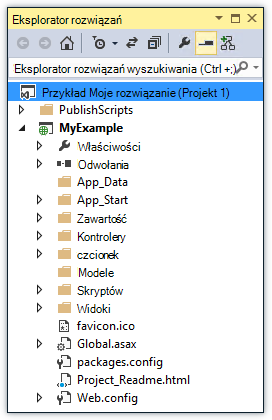 Eksplorator rozwiązań
Eksplorator rozwiązań wyszukiwania (Ctrl +;)
Przykład Moje rozwiązanie (Projekt 1)
PublishScripts
MyExample
Właściwości
Odwołania
App_Data
App_Start
Zawartość
Kontrolery
czcionek
Modele
Skryptów
Widoki
favicon.ico
Global.asax
packages.config
Project_Readme.html
Web.config